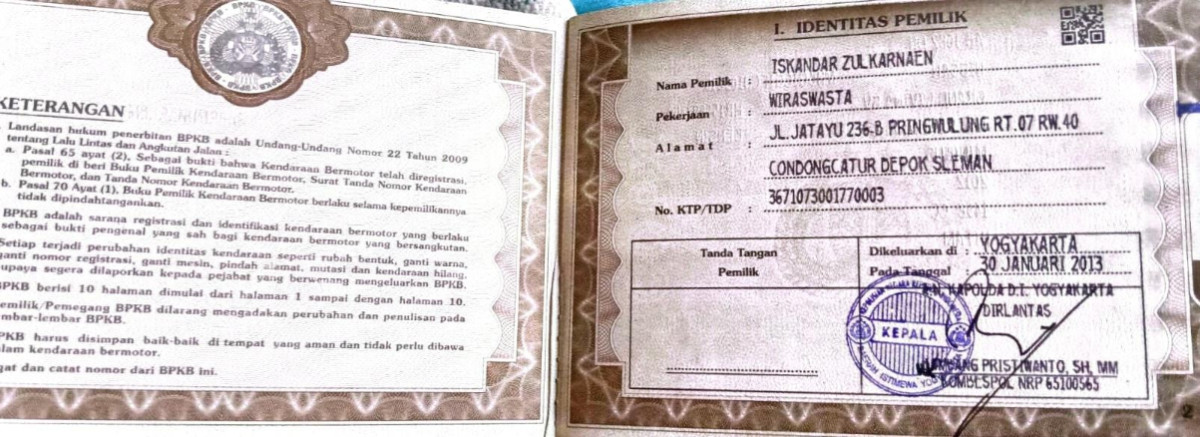 KETERANGAN
Landasan hukum penerbitan BPKB adalah Undang-Undang Nomor 22 Tahun 2009
tentang Lalu Lintas dan Angkutan Jalan :
a. Pasal 65 ayat (2), Sebagai bukti bahwa Kendaraan Bermotor telah diregistrasi,
pemilik di beri Buku Pemilik Kendaraan Bermotor, Surat Tanda Nomor Kendaraan
Bermotor, dan Tanda Nomor Kendaraan Bermotor.
b. Pasal 70 Ayat (1), Buku Pemilik Kendaraan Bermotor berlaku selama kepemilikannya
tidak dipindahtangankan.
BPKB adalah sarana registrasi dan identifikasi kendaraan bermotor yang berlaku
sebagai bukti pengenal yang sah bagi kendaraan bermotor yang bersangkutan.
Setiap terjadi perubahan identitas kendaraan seperti rubah bentuk, ganti warna,
ganti nomor registrasi, ganti mesin, pindah alamat, mutasi dan kendaraan hilang,
upaya segera dilaporkan kepada pejabat yang berwenang mengeluarkan BPKB.
BPKB berisi 10 halaman dimulai dari halaman 1 sampai dengan halaman 10.
emilik/Pemegang BPKB dilarang mengadakan perubahan dan penulisan pada
mbar-lembar BPKB.
PKB harus disimpan baik-baik di tempat yang aman dan tidak perlu dibawa
lam kendaraan bermotor.
gat dan catat nomor dari BPKB ini.
I. IDENTITAS PEMILIK
Nama Pemilik : ISKANDAR ZULKARNAEN
Pekerjaan : WIRASWASTA
Alamat : JL.JATAYU 236-B PRINGWULUNG RT.07 RW.40
CONDONGCATUR DEPOK SLEMAN
No. KTP/TDP : 3671073001770003
Tanda Tangan
Pemilik
Dikeluarkan di : YOGYAKARTA
Pada Tanggal : 30 JANUARI 2013
KAPOLDA D.I. YOGYAKARTA
DIRLANTAS
KEPALA
ISTIMEWA
PRISTIWANTO, SH, MM
KOMBESPOL NRP 65100565
2